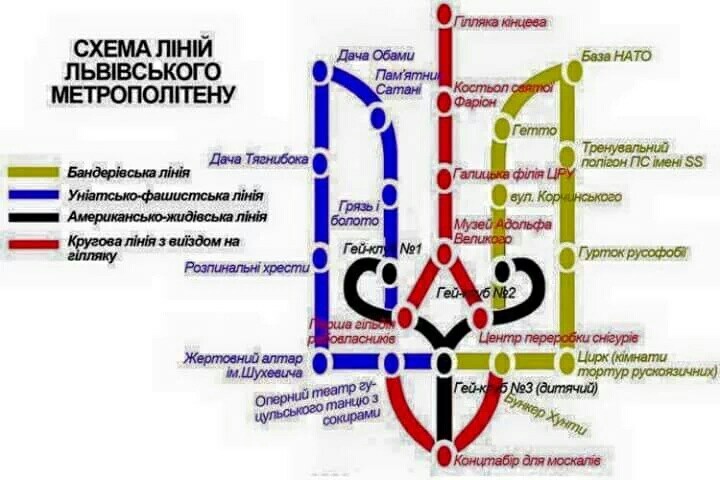 СХЕМА ЛІНІЙ
ЛЬВІВСЬКОГО
МЕТРОПОЛІТЕНУ
Бандерівська лінія
Уніатсько-фашистська лінія
Американсько-жидівська лінія
Кругова лінія з виїздом на
гілляку
Гілляка кінцева
Дача Обами
База НАТО
Пам'ятник
Сатані
Костьол святої
Фаріон
Гетто
Тренувальний
полігон ПС імені SS
Дача Тягнибока
Галицька філія ЦРУ
вул. Корчинського
Грязь і
болото
Музей Адольфа
Великого
Гей-клуб №1
Гурток русофобії
Розпинальні хрести
Гей-клуб №2
Перша гільдія
рабовласників
Центр переробки снігурів
Жертовний алтар
ім.Шухевича
Цирк (кімнати
тортур рускоязичних)
Гей-клуб №3 (дитячий)
Оперний театр гу-
цульського танцю з
сокирами
Бункер Хунти
Концтабір для москалів